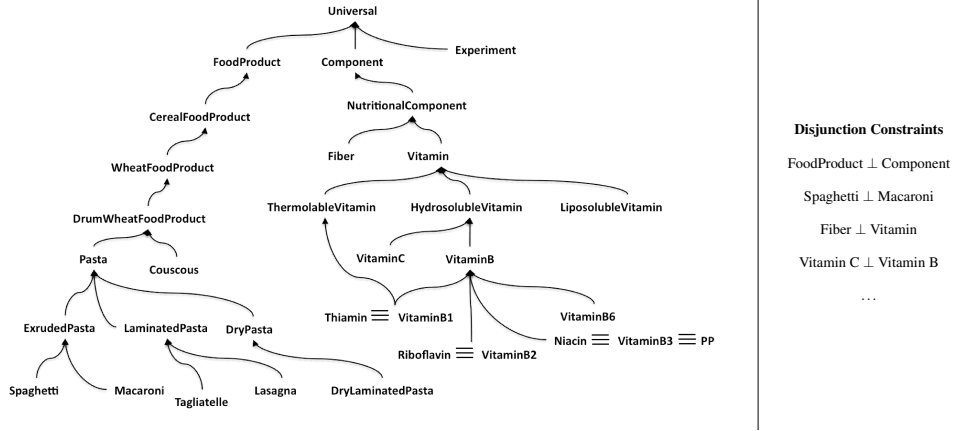 Universal
FoodProduct Component Experiment
NutritionalComponent
CerealFoodProduct
Fiber Vitamin
WheatFoodProduct
ThermolableVitamin HydrosolubleVitamin LiposolubleVitamin
DrumWheatFoodProduct
Pasta Couscous
VitaminC VitaminB
Thiamin ≡ VitaminB1
VitaminB6
ExrudedPasta LaminatedPasta DryPasta
Niacin ≡ VitaminB3 ≡ PP
Riboflavin ≡ VitaminB2
Spaghetti Macaroni Tagliatelle Lasagna DryLaminatedPasta
Disjunction Constraints
FoodProduct ⊥ Component
Spaghetti ⊥ Macaroni
Fiber ⊥ Vitamin
Vitamin C ⊥ Vitamin B
...